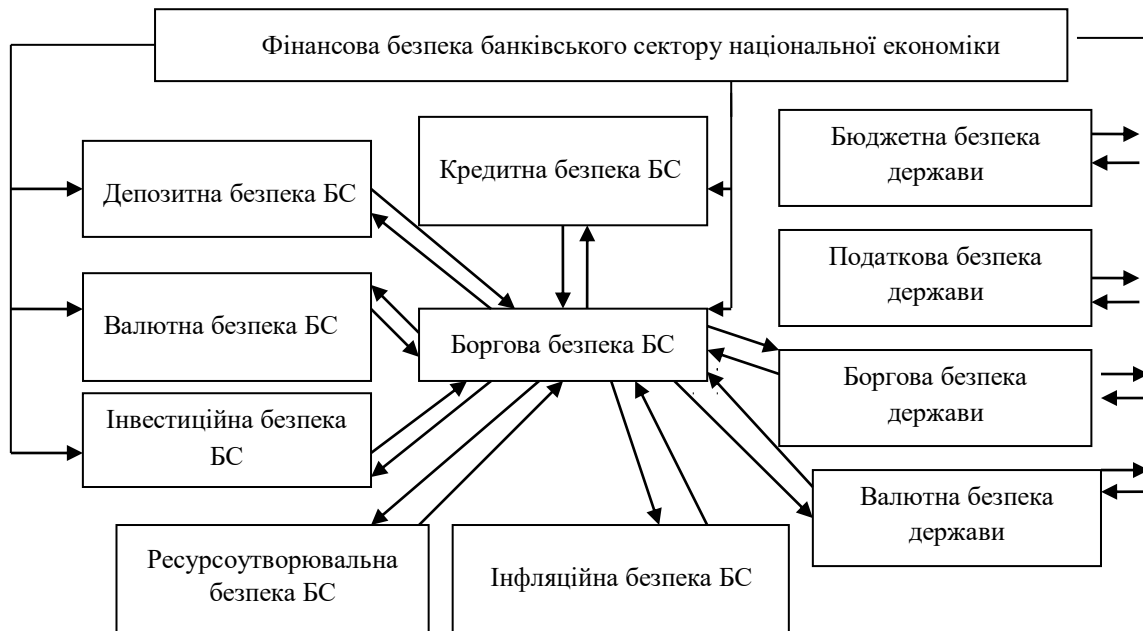 Фінансова безпека банківського сектору національної економіки
Бюджетна безпека
держави
Кредитна безпека БС
Депозитна безпека БС
Податкова безпека
держави
Валютна безпека БС
Боргова безпека БС
Боргова безпека
держави
Інвестиційна безпека
БС
Валютна безпека
держави
Ресурсоутворювальна
безпека БС
Інфляційна безпека БС